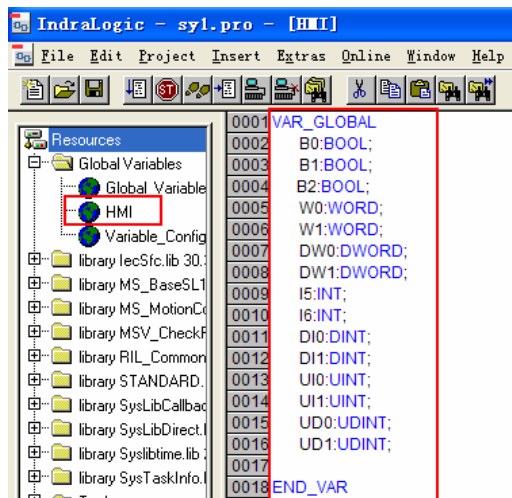 IndraLogic - sy1.pro - [HMI]
File Edit Project Insert Extras Online Window Help
Resources
Global Variables
Global_Variable
HMI
Variable_Config
library IecSfc.lib 30.
library MS_BaseSL1
library MS_MotionCo
library MSV_CheckF
library RIL_Common
library STANDARD.
library SysLibCallbac
library SysLibDirect.l
library Syslibtime.lib
library SysTaskInfo.l
0001 VAR_GLOBAL
0002 B0:BOOL;
0003 B1:BOOL;
0004 B2:BOOL;
0005 W0:WORD;
0006 W1:WORD;
0007 DW0:DWORD;
0008 DW1:DWORD;
0009 I5:INT;
0010 I6:INT;
0011 DI0:DINT;
0012 DI1:DINT;
0013 UI0:UINT;
0014 UI1:UINT;
0015 UD0:UDINT;
0016 UD1:UDINT;
0017
0018 END_VAR